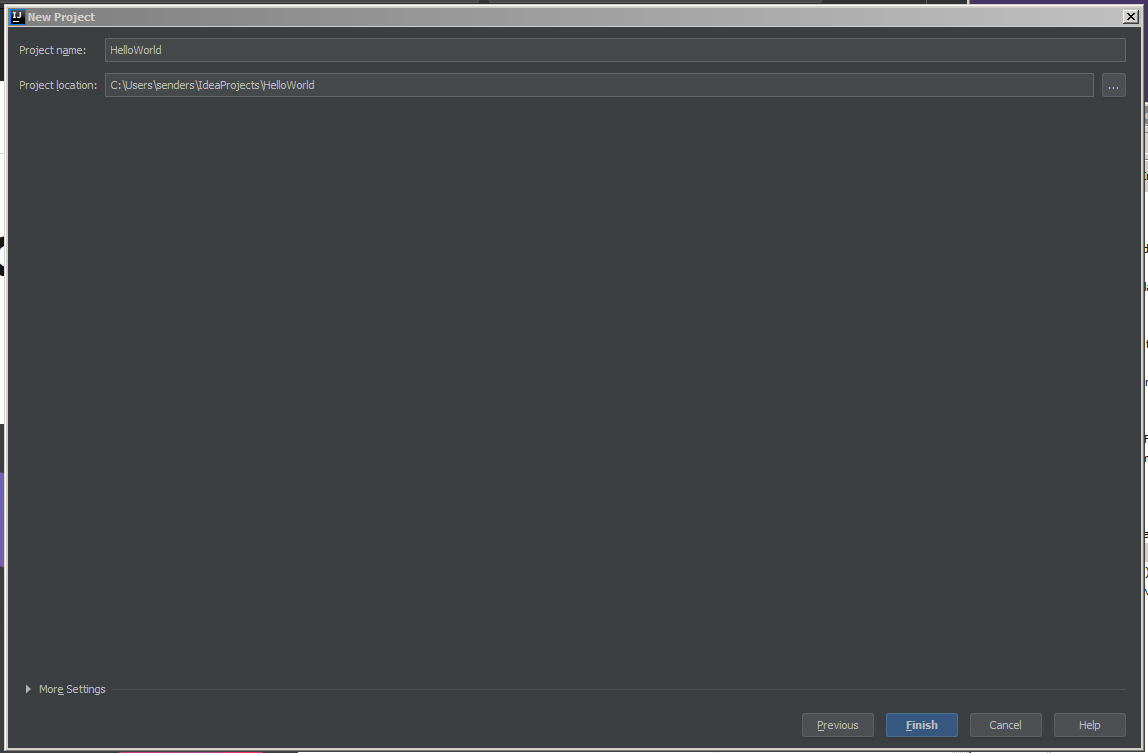 IJ New Project
Project name: HelloWorld
Project location: C:\Users\senders\IdeaProjects\HelloWorld ...
More Settings
Previous Finish Cancel Help